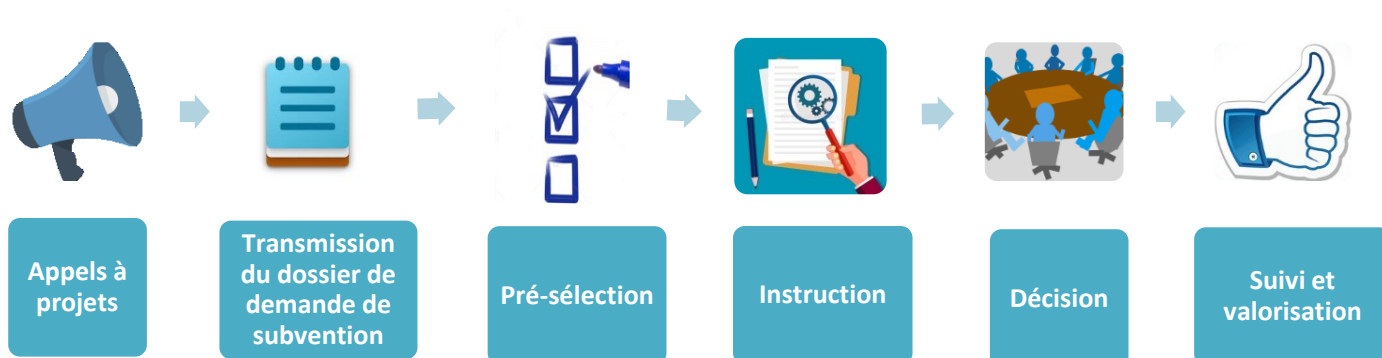 Appels à
projets
Transmission
du dossier de
demande de
subvention
Pré-sélection
Instruction
Décision
Suivi et
valorisation